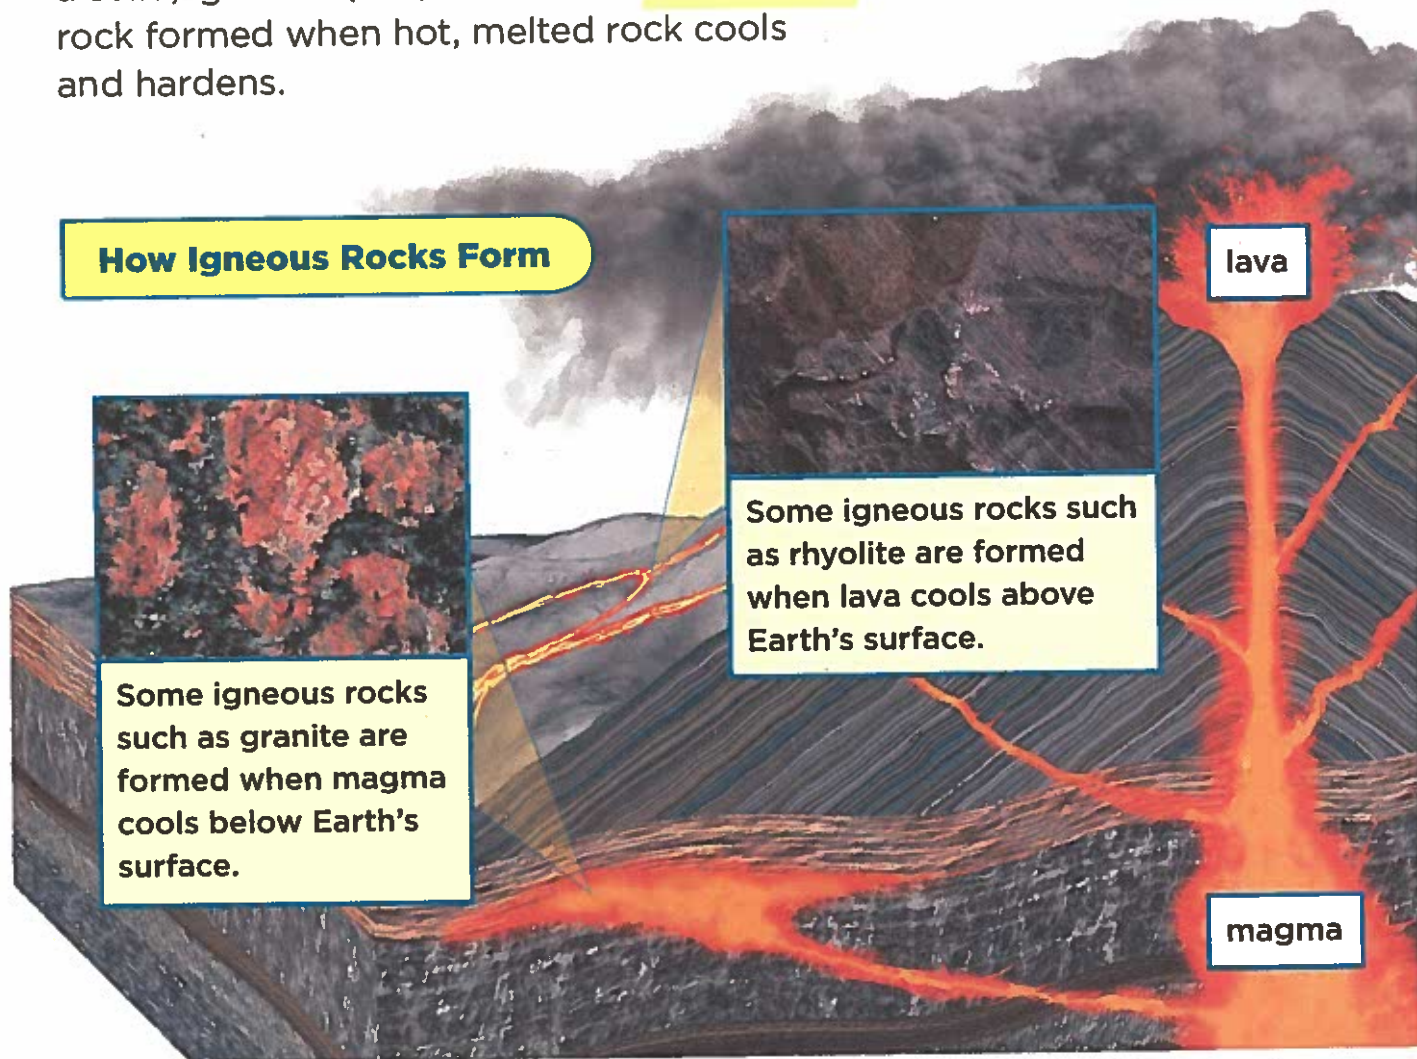 rock formed when hot, melted rock cools
and hardens.
How Igneous Rocks Form
lava
Some igneous rocks such
as rhyolite are formed
when lava cools above
Earth's surface.
Some igneous rocks
such as granite are
formed when magma
cools below Earth's
surface.
magma